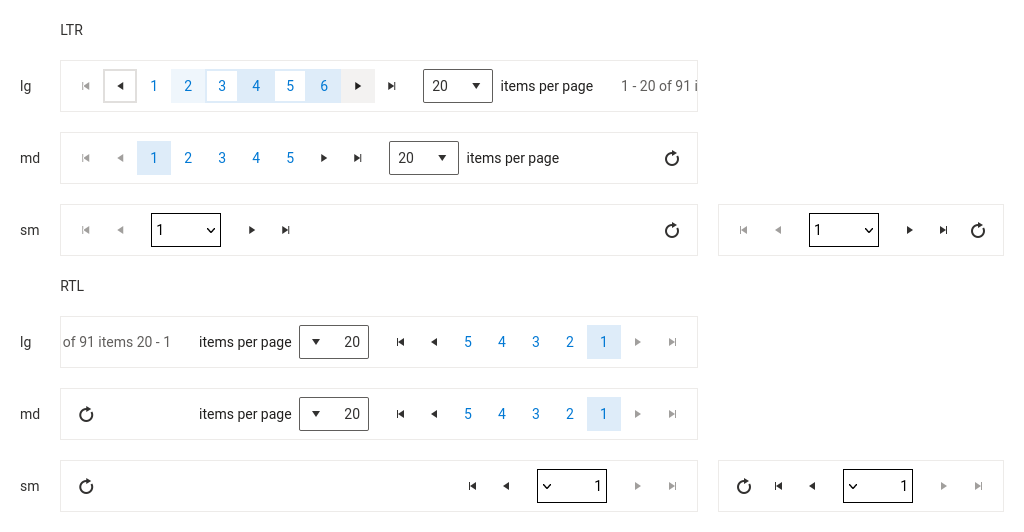 LTR
lg 1 2 3 4 5 6 20 items per page 1 - 20 of 91 i
md 1 2 3 4 5 20 items per page
sm 1 1
RTL
lg of 91 items 20 - 1 items per page 20 5 4 3 2 1
md items per page 20 5 4 3 2 1
sm 1 1